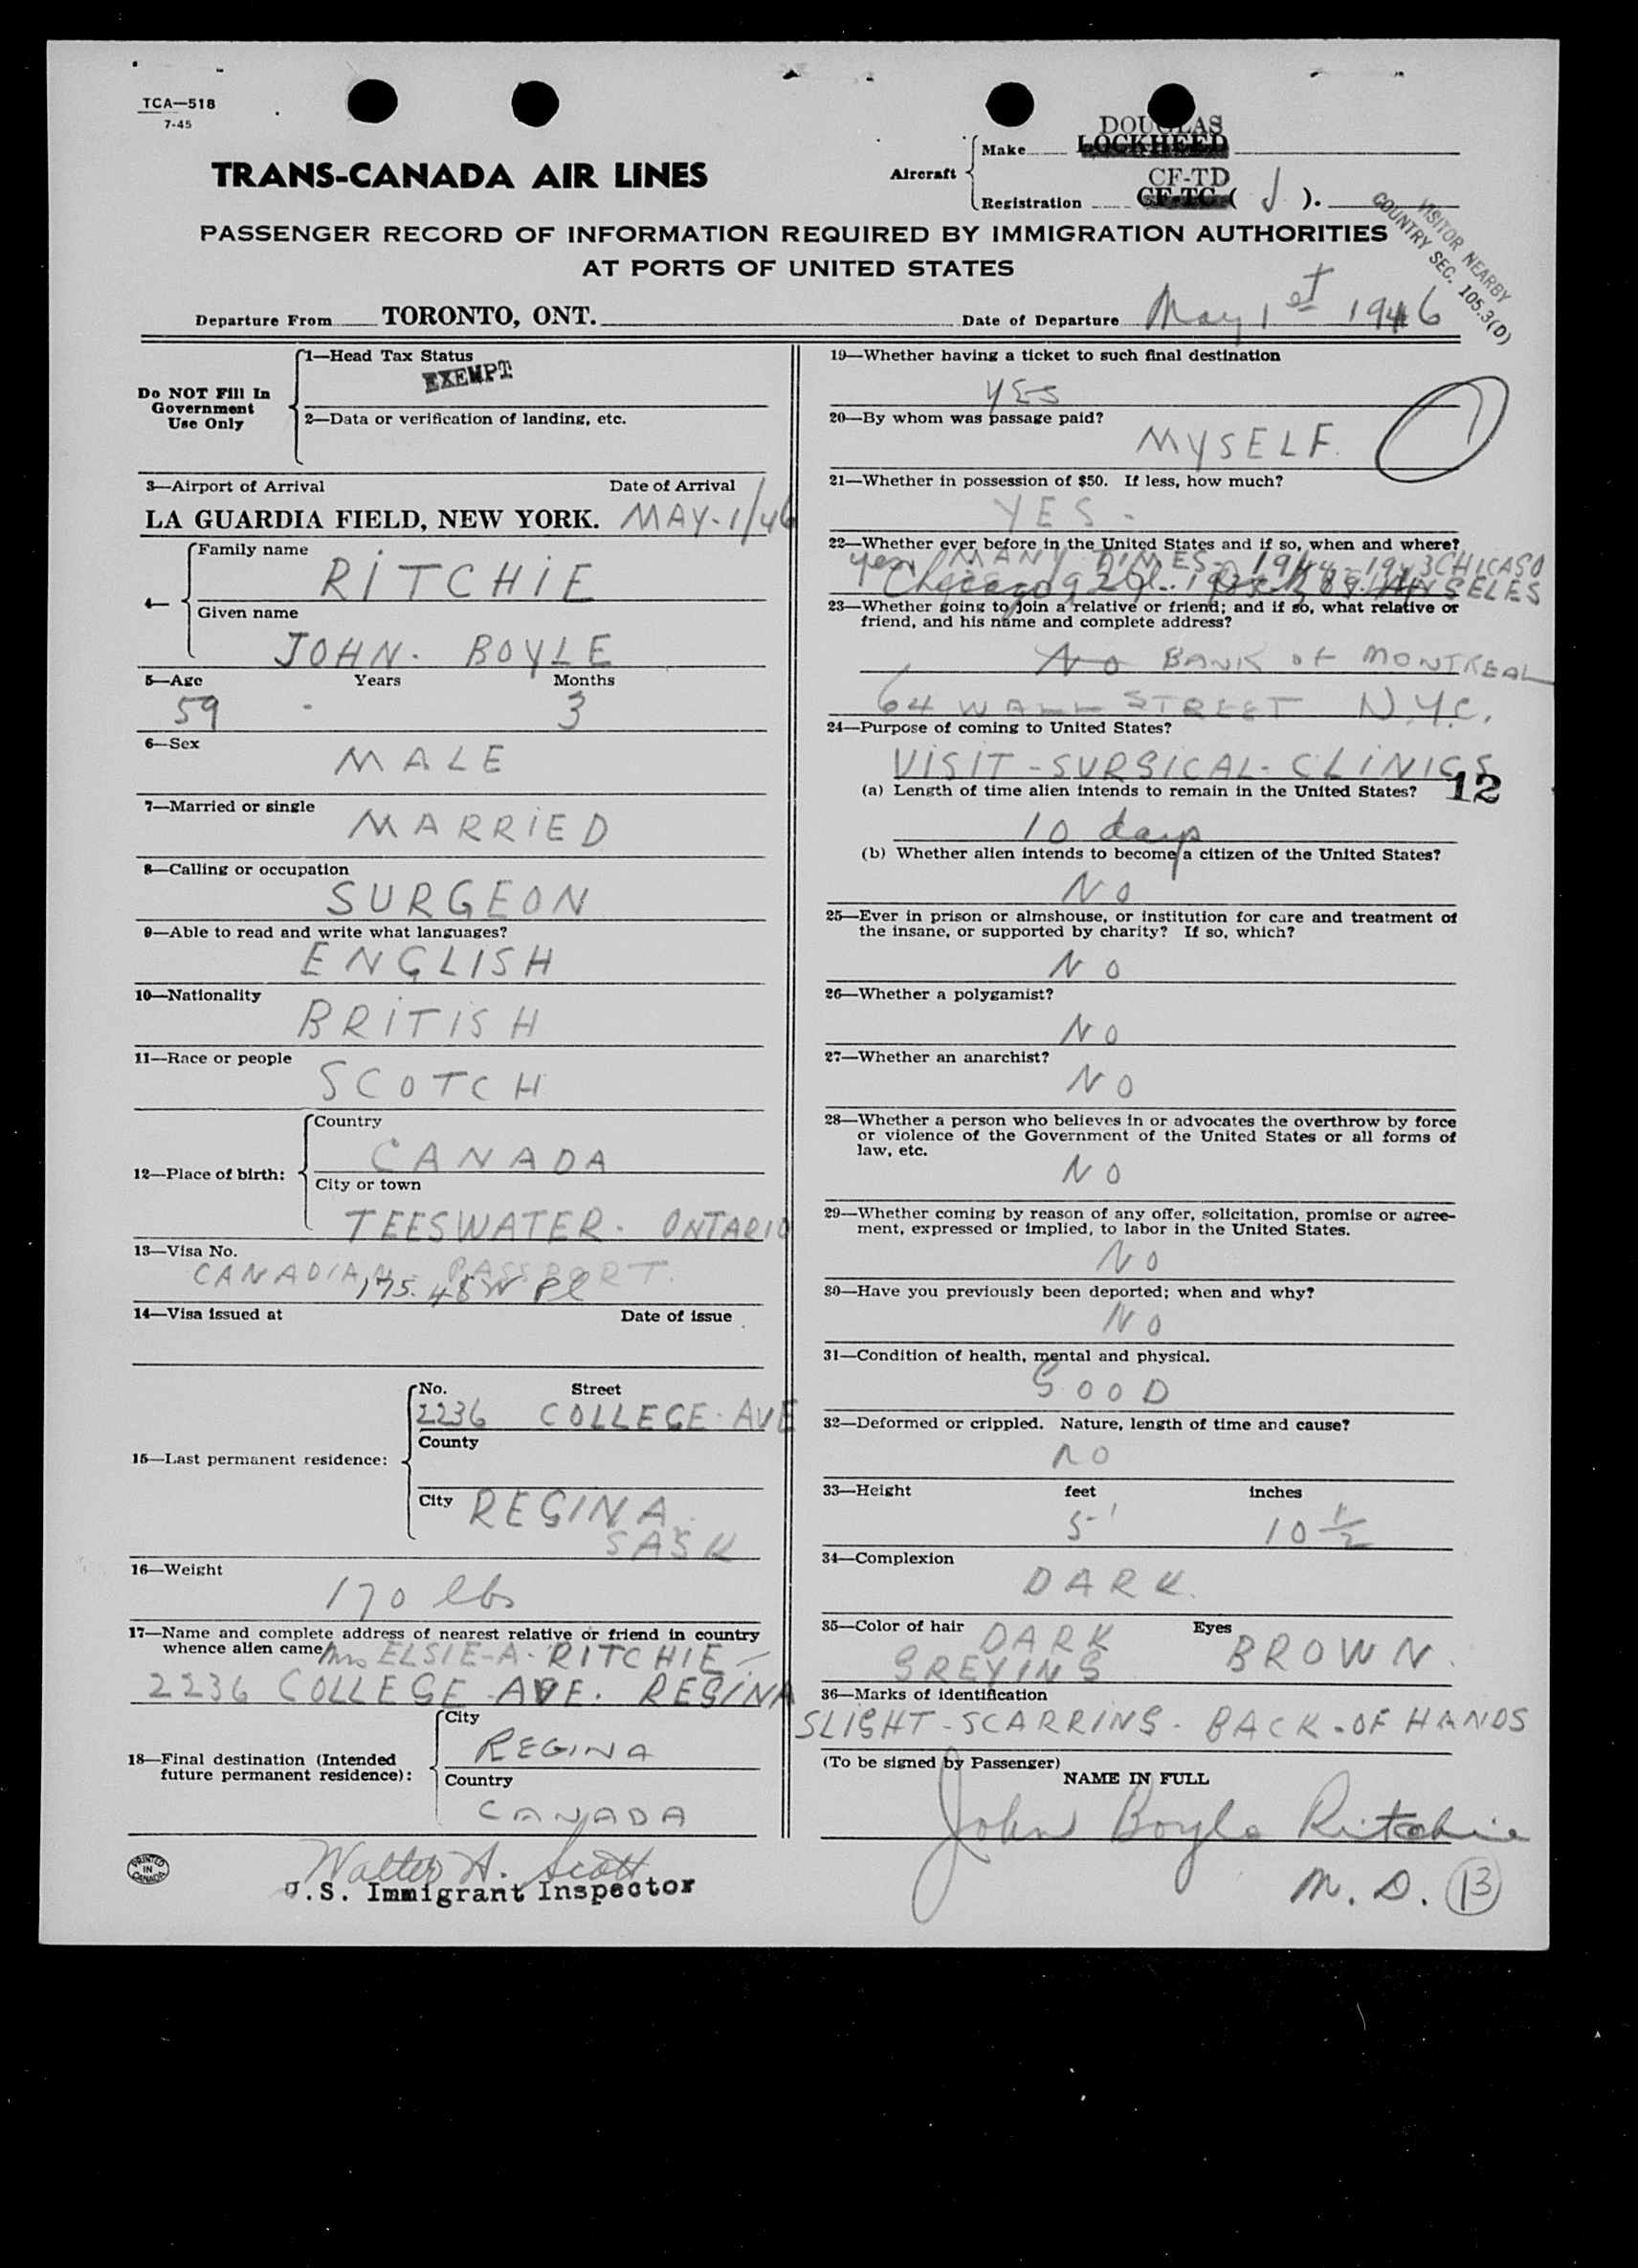 TCA—518
7-45
TRANS-CANADA AIR LINES
Aircraft
Make
DOUGLAS
LOCKHEED
Registration
CF-TD
CF-TC ( J ).
VISITOR NEARBY
COUNTRY SEC. 105.3(D)
PASSENGER RECORD OF INFORMATION REQUIRED BY IMMIGRATION AUTHORITIES
AT PORTS OF UNITED STATES
Departure From TORONTO, ONT. Date of Departure May 1st 1946
Do NOT Fill In
Government
Use Only
1—Head Tax Status
EXEMPT
2—Data or verification of landing, etc.
3—Airport of Arrival Date of Arrival
LA GUARDIA FIELD, NEW YORK. MAY-1/46
4—
Family name
RITCHIE
Given name
JOHN. BOYLE
5—Age Years Months
59 - 3
6—Sex
MALE
7—Married or single
MARRIED
8—Calling or occupation
SURGEON
9—Able to read and write what languages?
ENGLISH
10—Nationality
BRITISH
11—Race or people
SCOTCH
12—Place of birth:
Country
CANADA
City or town
TEESWATER. ONTARIO
13—Visa No.
CANADIAN PASSPORT.
175.45
14—Visa issued at Date of issue
15—Last permanent residence:
No. Street
2236 COLLEGE. AVE
County
City REGINA.
SASK
16—Weight
170 lbs
17—Name and complete address of nearest relative or friend in country
whence alien came Mrs ELSIE-A-RITCHIE—
2236 COLLEGE AVE. REGINA
18—Final destination (Intended
future permanent residence):
City
REGINA
Country
CANADA
PRINTED
IN
CANADA
Walter A. Scott
U.S. Immigrant Inspector
19—Whether having a ticket to such final destination
YES
20—By whom was passage paid?
MYSELF.
21—Whether in possession of $50. If less, how much?
YES -
22—Whether ever before in the United States and if so, when and where?
yes MANY TIMES- 1944-1943 CHICAGO
Chicago
23—Whether going to join a relative or friend; and if so, what relative or
friend, and his name and complete address?
No BANK of MONTREAL
64 WALL STREET N.Y.C.
24—Purpose of coming to United States?
VISIT-SURGICAL-CLINICS
12
(a) Length of time alien intends to remain in the United States?
10 days
(b) Whether alien intends to become a citizen of the United States?
NO
25—Ever in prison or almshouse, or institution for care and treatment of
the insane, or supported by charity? If so, which?
NO
26—Whether a polygamist?
NO
27—Whether an anarchist?
NO
28—Whether a person who believes in or advocates the overthrow by force
or violence of the Government of the United States or all forms of
law, etc.
NO
29—Whether coming by reason of any offer, solicitation, promise or agree-
ment, expressed or implied, to labor in the United States.
NO
30—Have you previously been deported; when and why?
NO
31—Condition of health, mental and physical.
GOOD
32—Deformed or crippled. Nature, length of time and cause?
NO
33—Height feet inches
5' 10 1/2
34—Complexion
DARK.
35—Color of hair DARK Eyes BROWN.
GREYING
36—Marks of identification
SLIGHT-SCARRING- BACK-OF HANDS
(To be signed by Passenger)
NAME IN FULL
John Boyle Ritchie
M. D. 13